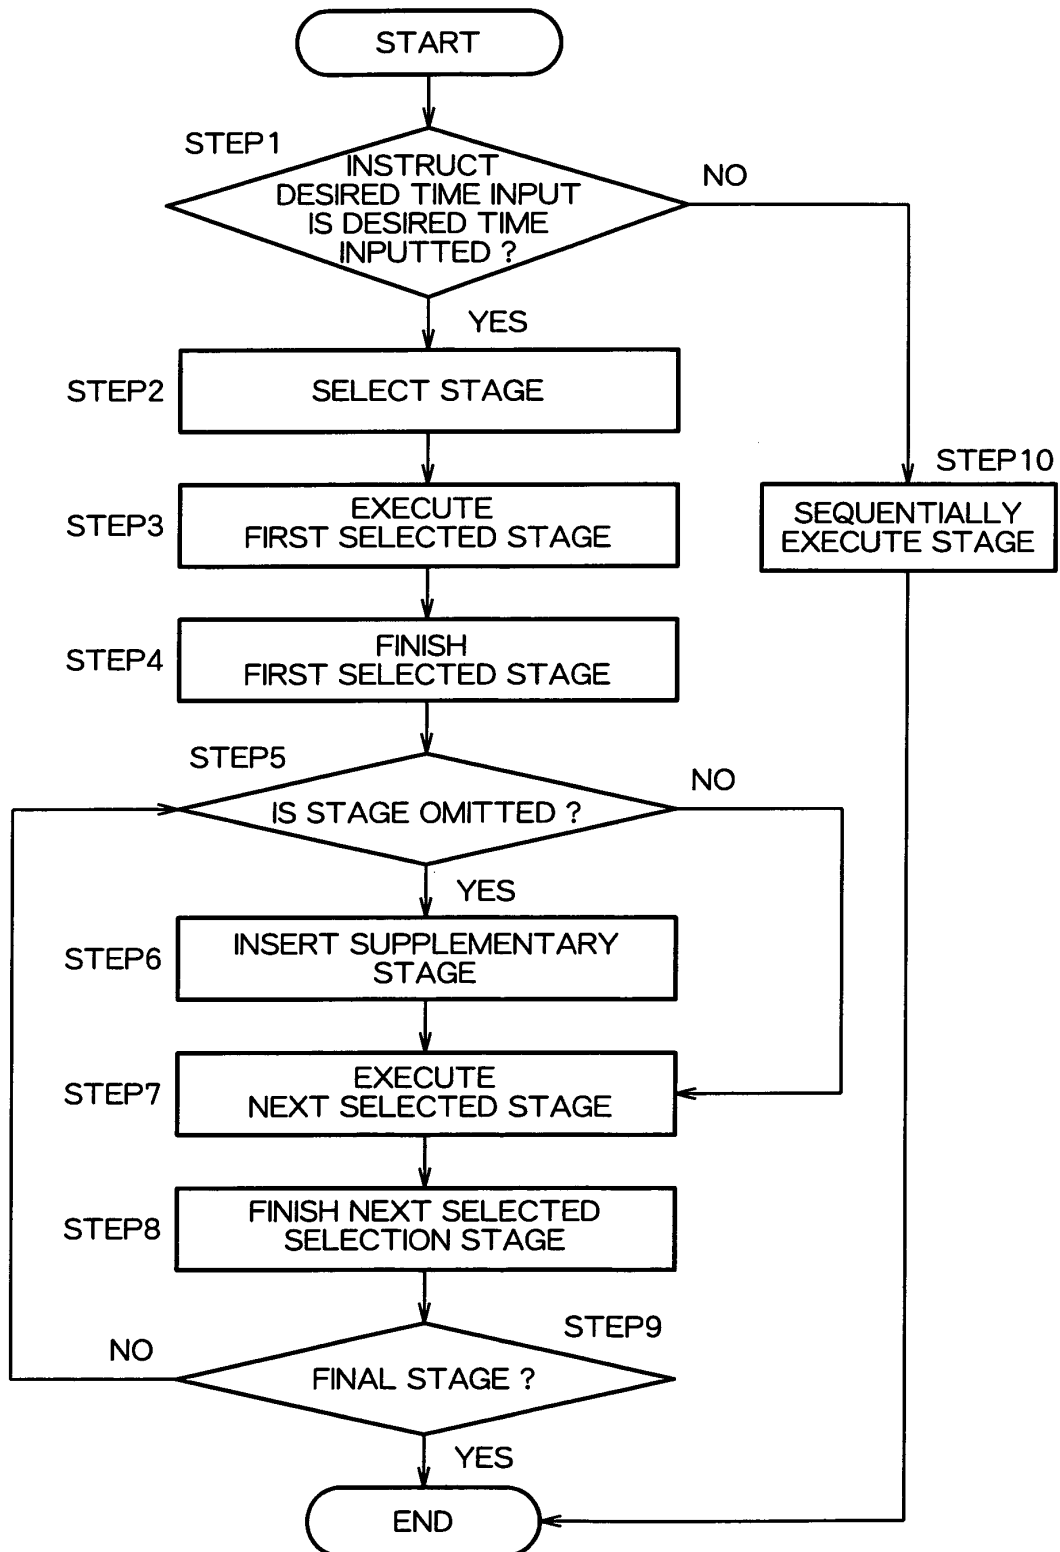 START
STEP1
INSTRUCT
DESIRED TIME INPUT
IS DESIRED TIME
INPUTTED ?
NO
YES
STEP2
SELECT STAGE
STEP10
SEQUENTIALLY
EXECUTE STAGE
STEP3
EXECUTE
FIRST SELECTED STAGE
STEP4
FINISH
FIRST SELECTED STAGE
STEP5
IS STAGE OMITTED ?
NO
YES
STEP6
INSERT SUPPLEMENTARY
STAGE
STEP7
EXECUTE
NEXT SELECTED STAGE
STEP8
FINISH NEXT SELECTED
SELECTION STAGE
STEP9
NO
FINAL STAGE ?
YES
END